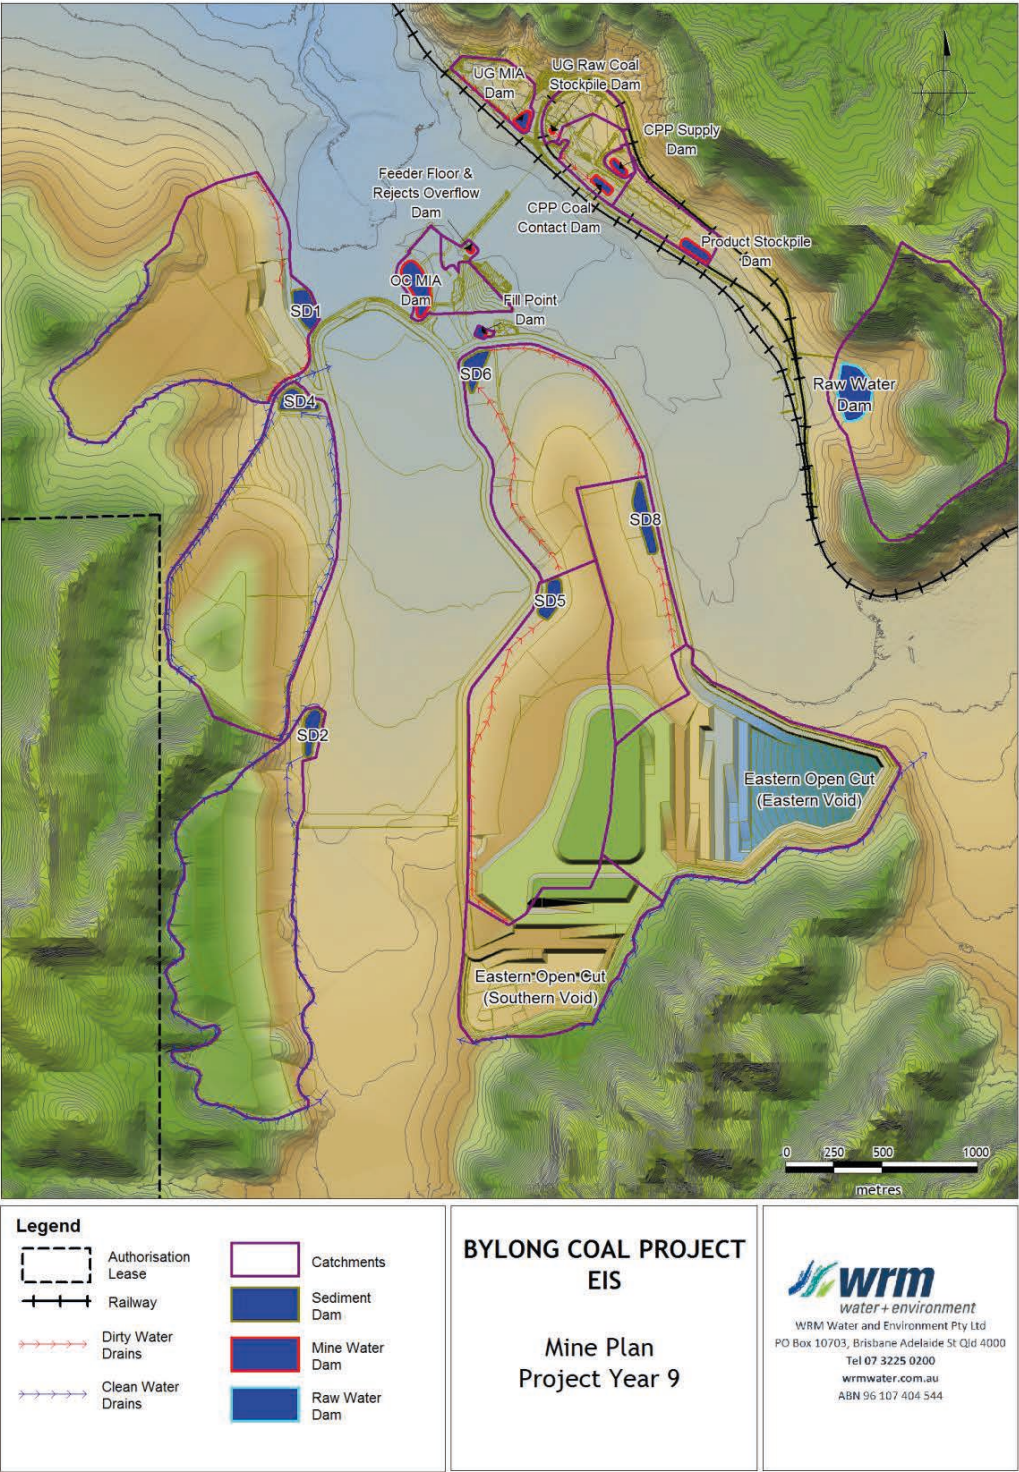 UG MIA
Dam
UG Raw Coal
Stockpile Dam
CPP Supply
Dam
Feeder Floor &
Rejects Overflow
Dam
CPP Coal
Contact Dam
Product Stockpile
Dam
OC MIA
Dam
Fill Point
Dam
SD1
SD6
SD4
Raw Water
Dam
SD8
SD5
SD2
Eastern Open Cut
(Eastern Void)
Eastern Open Cut
(Southern Void)
0 250 500 1000
metres
Legend
Authorisation
Lease
Railway
Dirty Water
Drains
Clean Water
Drains
Catchments
Sediment
Dam
Mine Water
Dam
Raw Water
Dam
BYLONG COAL PROJECT
EIS
Mine Plan
Project Year 9
wrm
water + environment
WRM Water and Environment Pty Ltd
PO Box 10703, Brisbane Adelaide St Qld 4000
Tel 07 3225 0200
wrmwater.com.au
ABN 96 107 404 544